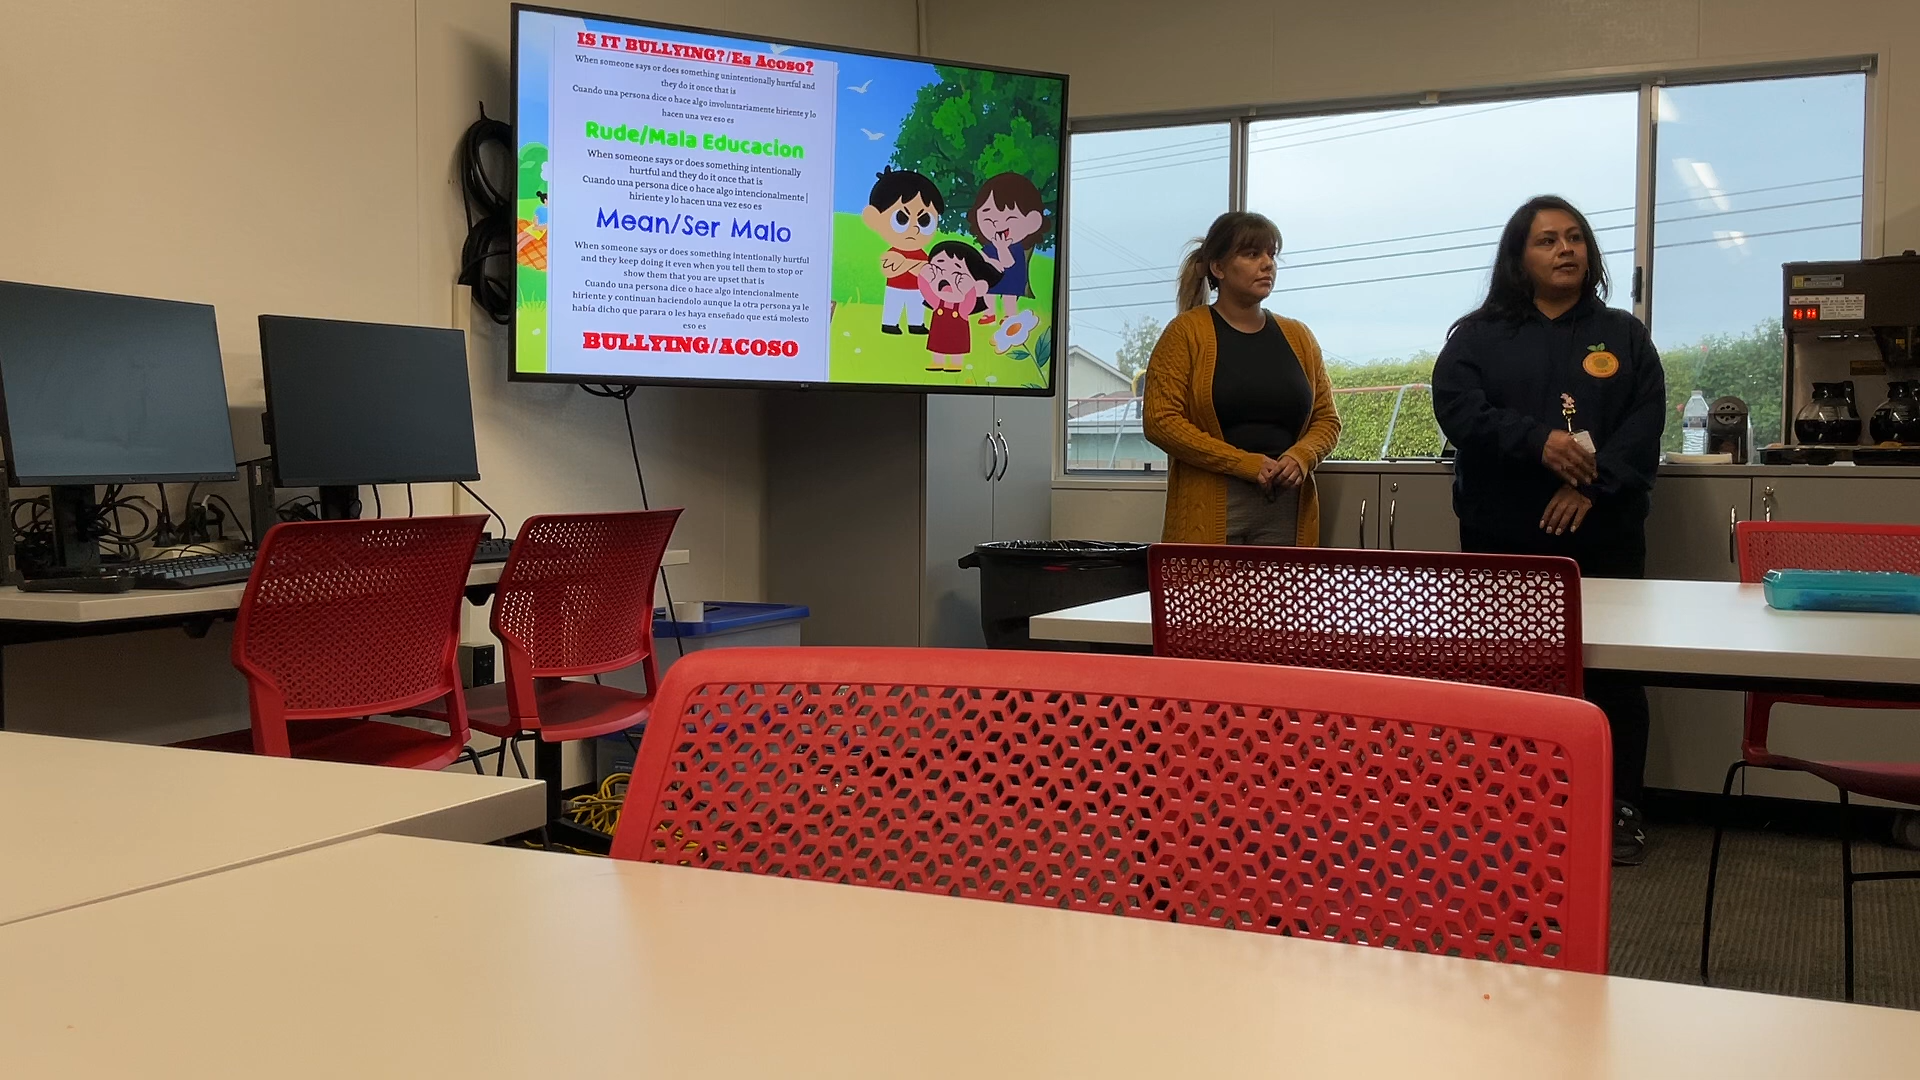 IS IT BULLYING?/Es Acoso?
When someone says or does something unintentionally hurtful and
they do it once that is
Cuando una persona dice o hace algo involuntariamente hiriente y lo
hacen una vez eso es
Rude/Mala Educacion
When someone says or does something intentionally
hurtful and they do it once that is
Cuando una persona dice o hace algo intencionalmente
hiriente y lo hacen una vez eso es
Mean/Ser Malo
When someone says or does something intentionally hurtful
and they keep doing it even when you tell them to stop or
show them that you are upset that is
Cuando una persona dice o hace algo intencionalmente
hiriente y continuan haciendolo aunque la otra persona ya le
había dicho que parara o les haya enseñado que está molesto
eso es
BULLYING/ACOSO
LG